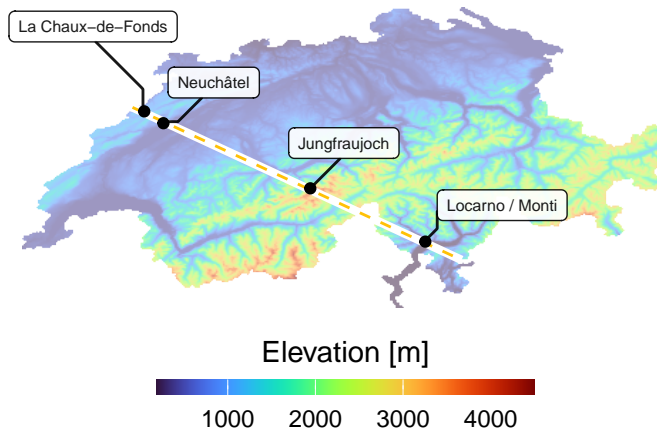 La Chaux−de−Fonds
Neuchâtel
Jungfraujoch
Locarno / Monti
Elevation [m]
1000 2000 3000 4000